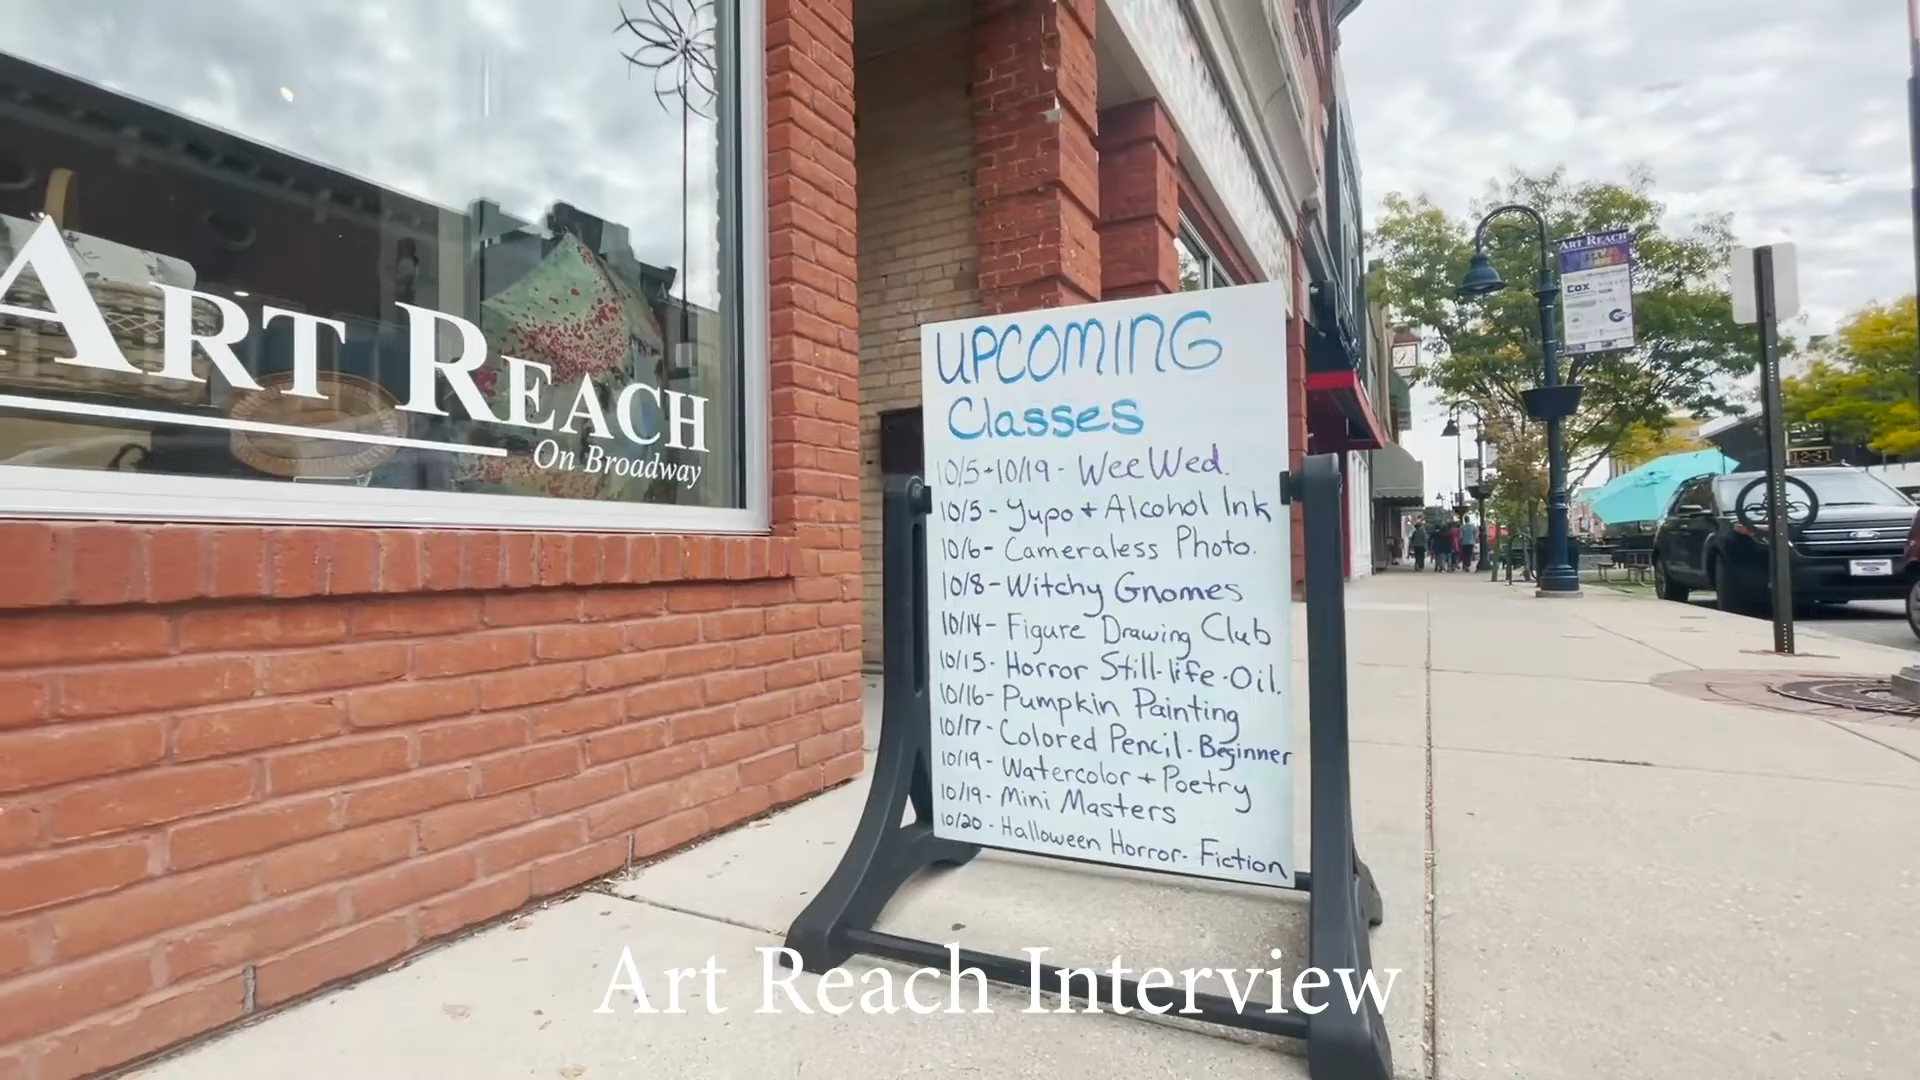 ART REACH
On Broadway
UPCOMING
Classes
10/5+10/19 - Wee Wed.
10/5 - Yupo + Alcohol Ink
10/6 - Cameraless Photo.
10/8 - Witchy Gnomes
10/14 - Figure Drawing Club
10/15 - Horror Still-life-Oil.
10/16 - Pumpkin Painting
10/17 - Colored Pencil - Beginner
10/19 - Watercolor + Poetry
10/19 - Mini Masters
10/20 - Halloween Horror - Fiction
ART REACH
COX
Art Reach Interview